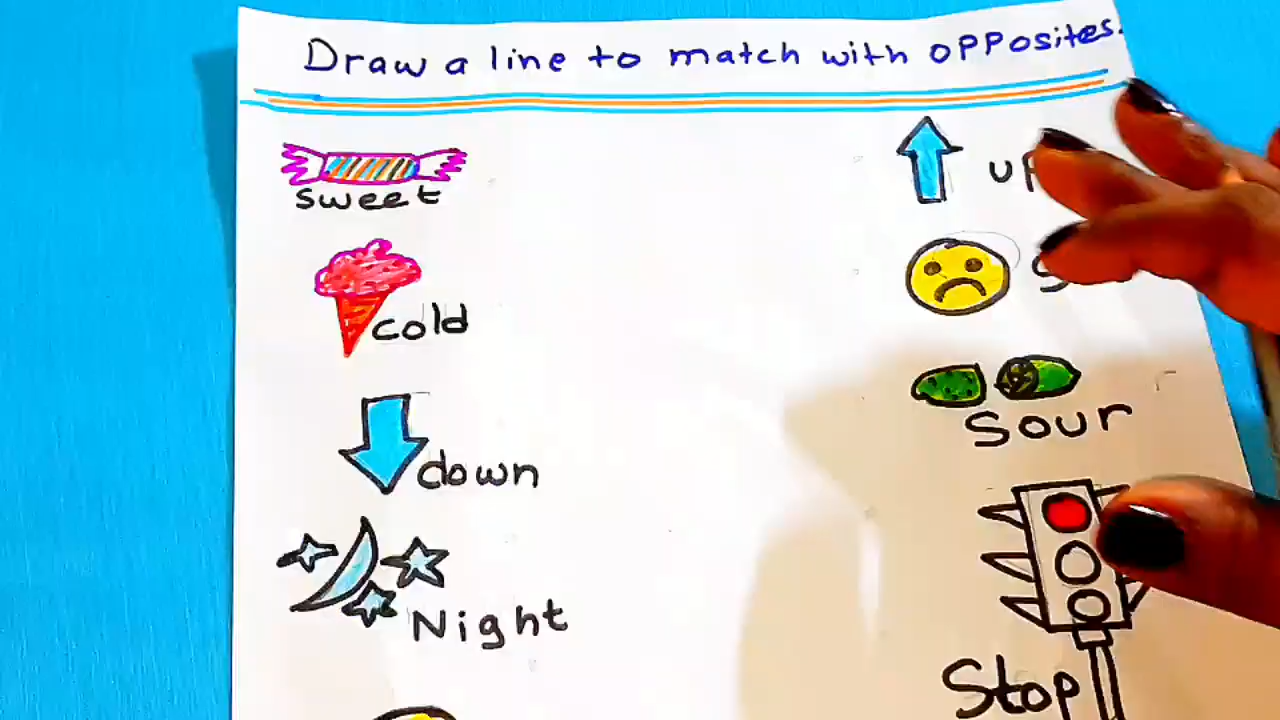 Draw a line to match with opposites.
sweet
up
cold
Sour
down
Night
Stop